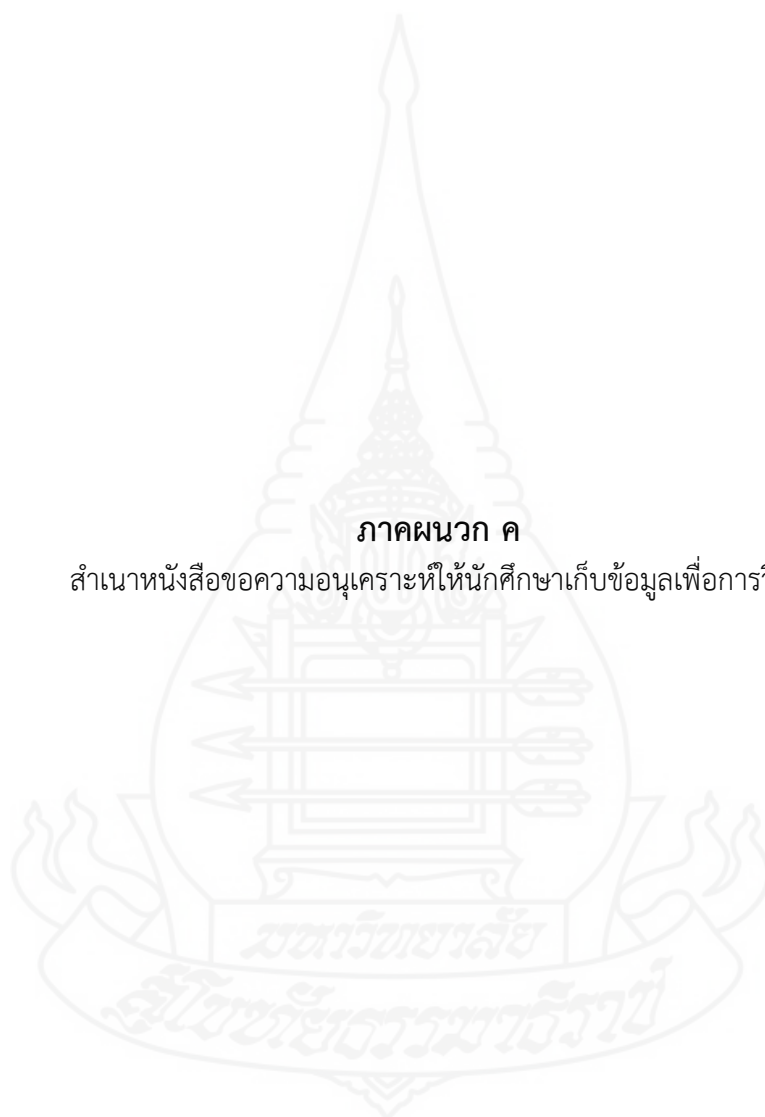 ภาคผนวก ค
สำเนาหนังสือขอความอนุเคราะห์ให้นักศึกษาเก็บข้อมูลเพื่อการ
มหาวิทยาลัย
สุโขทัยธรรมาธิราช